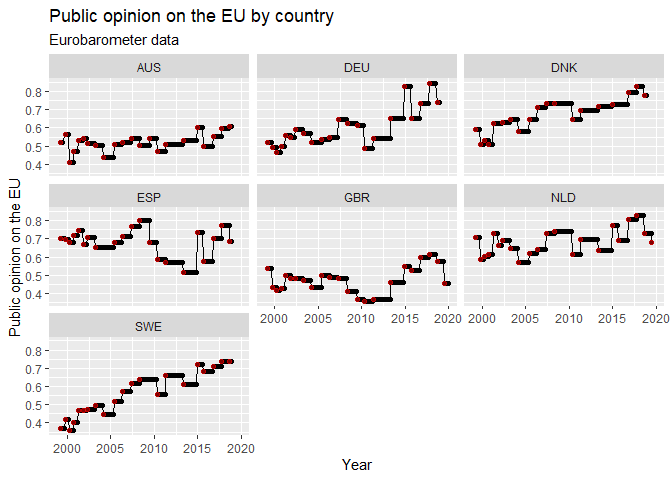 Public opinion on the EU by country
Eurobarometer data
AUS
DEU
DNK
0.8
0.7
0.6
0.5
0.4
ESP
GBR
NLD
0.8
0.7
0.6
0.5
0.4
Public opinion on the EU
2000 2005 2010 2015 2020
2000 2005 2010 2015 2020
SWE
0.8
0.7
0.6
0.5
0.4
2000 2005 2010 2015 2020
Year